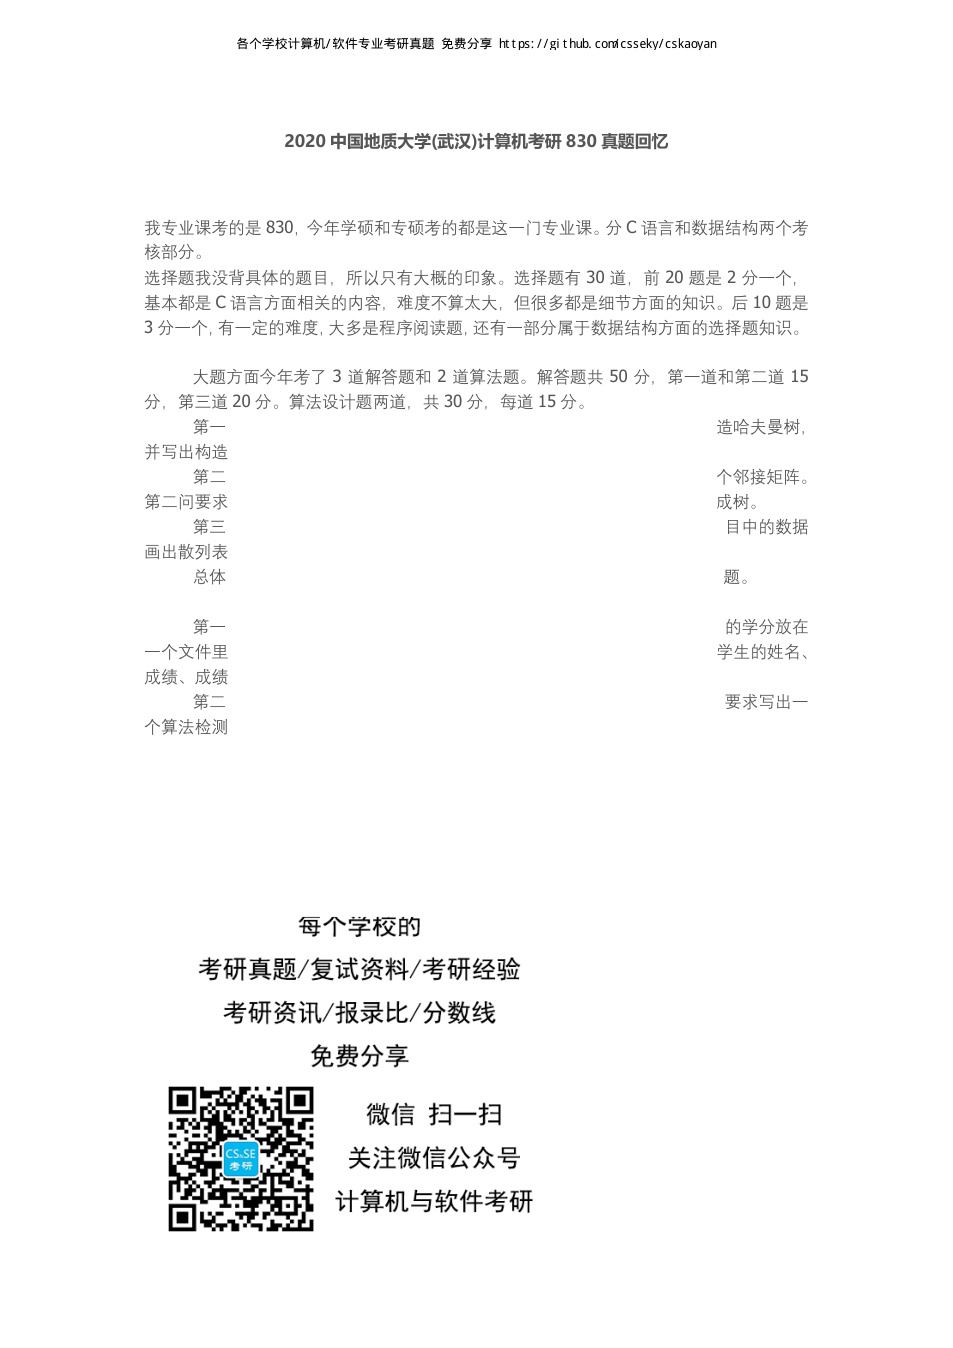 各个学校计算机/软件专业考研真题 免费分享 https://github.com/csseky/cskaoyan
2020 中国地质大学(武汉)计算机考研 830 真题回忆
我专业课考的是 830，今年学硕和专硕考的都是这一门专业课。分 C 语言和数据结构两个考
核部分。
选择题我没背具体的题目，所以只有大概的印象。选择题有 30 道，前 20 题是 2 分一个，
基本都是 C 语言方面相关的内容，难度不算太大，但很多都是细节方面的知识。后 10 题是
3 分一个，有一定的难度，大多是程序阅读题，还有一部分属于数据结构方面的选择题知识。
大题方面今年考了 3 道解答题和 2 道算法题。解答题共 50 分，第一道和第二道 15
分，第三道 20 分。算法设计题两道，共 30 分，每道 15 分。
第一 造哈夫曼树，
并写出构造
第二 个邻接矩阵。
第二问要求 成树。
第三 目中的数据
画出散列表
总体 题。
第一 的学分放在
一个文件里 学生的姓名、
成绩、成绩
第二 要求写出一
个算法检测
每个学校的
考研真题/复试资料/考研经验
考研资讯/报录比/分数线
免费分享
微信 扫一扫
关注微信公众号
计算机与软件考研
CS&SE
考研